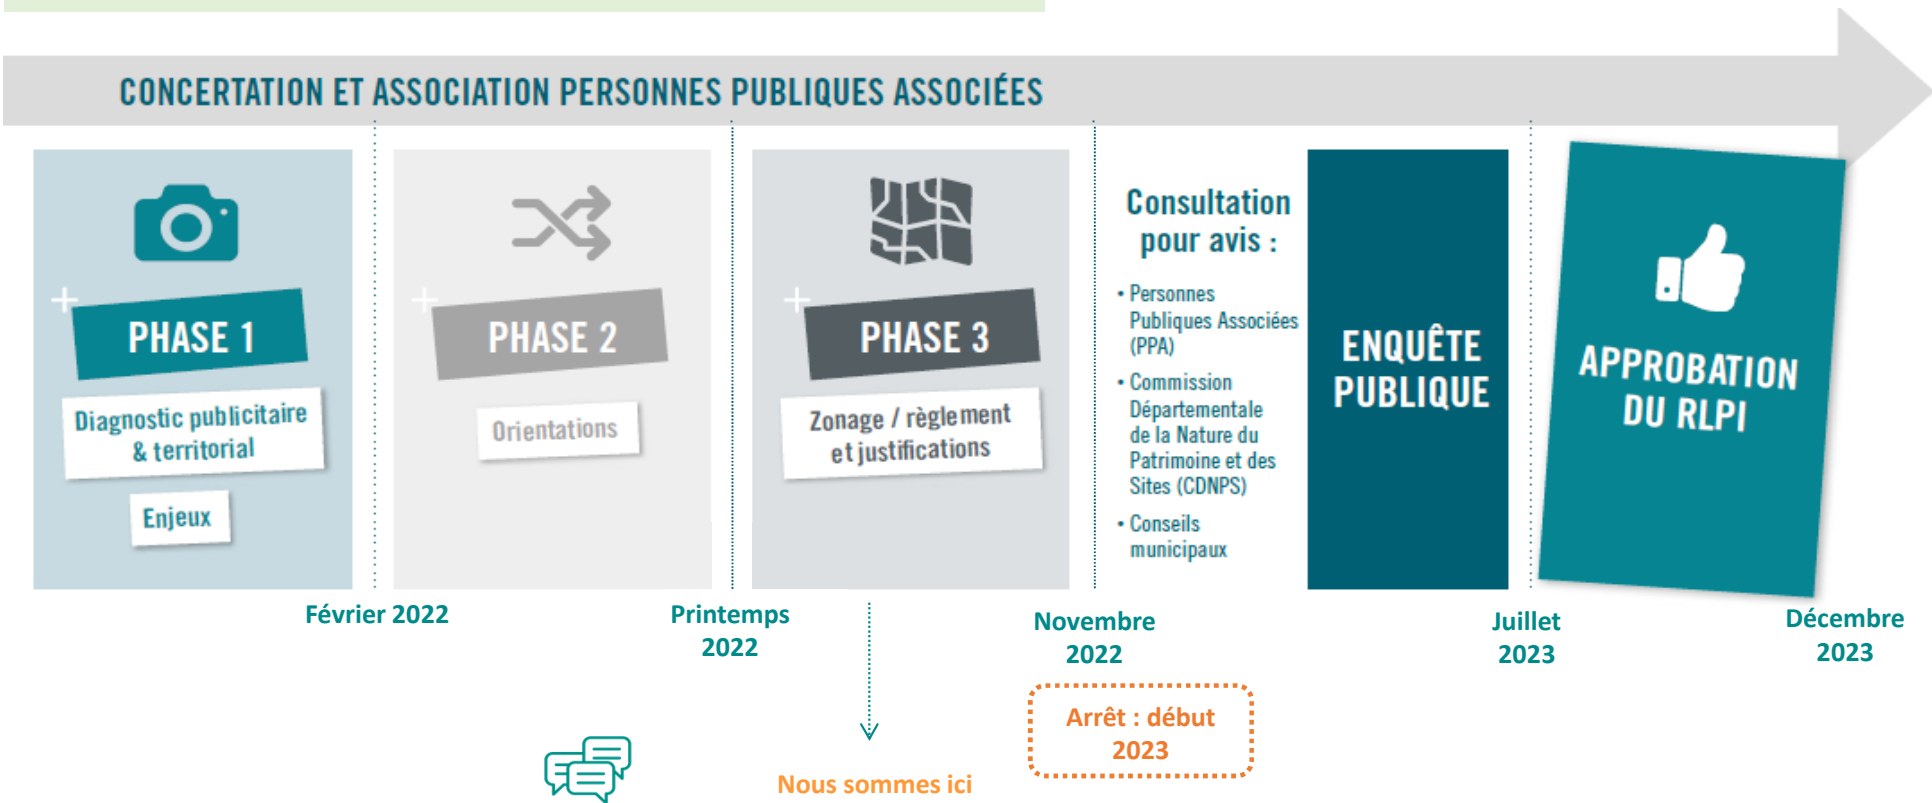 CONCERTATION ET ASSOCIATION PERSONNES PUBLIQUES ASSOCIÉES
PHASE 1
Diagnostic publicitaire
& territorial
Enjeux
PHASE 2
Orientations
PHASE 3
Zonage / règlement
et justifications
Consultation
pour avis :
• Personnes
Publiques Associées
(PPA)
• Commission
Départementale
de la Nature du
Patrimoine et des
Sites (CDNPS)
• Conseils
municipaux
ENQUÊTE
PUBLIQUE
APPROBATION
DU RLPI
Février 2022
Printemps
2022
Novembre
2022
Juillet
2023
Décembre
2023
Arrêt : début
2023
Nous sommes ici